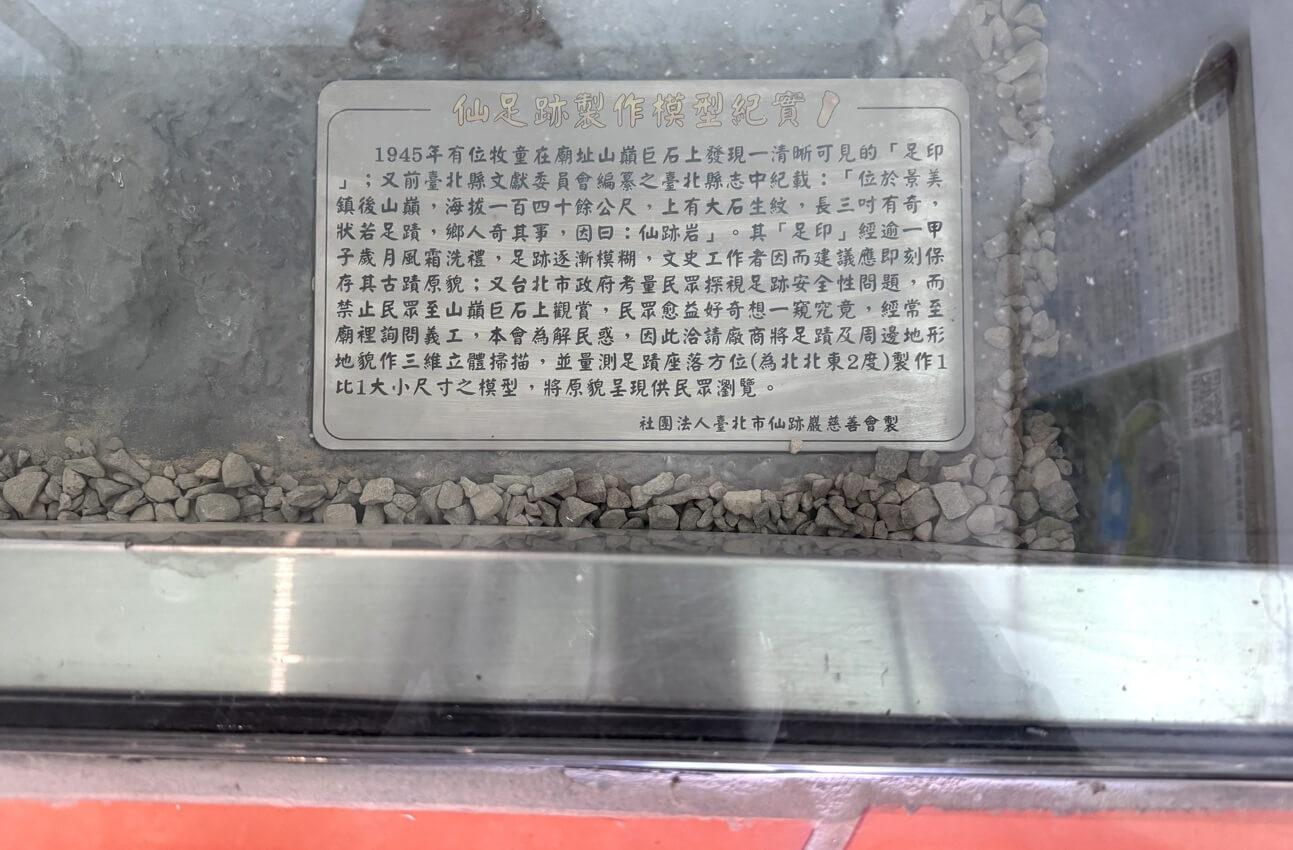 仙足跡製作模型紀實
1945年有位牧童在廟址山巔巨石上發現一清晰可見的「足印
」；又前臺北縣文獻委員會編纂之臺北縣志中紀載：「位於景美
鎮後山巔，海拔一百四十餘公尺，上有大石生紋，長三吋有奇，
狀若足蹟，鄉人奇其事，因曰：仙跡岩」。其「足印」經逾一甲
子歲月風霜洗禮，足跡逐漸模糊，文史工作者因而建議應即刻保
存其古蹟原貌；又台北市政府考量民眾探視足跡安全性問題，而
禁止民眾至山巔巨石上觀賞，民眾愈益好奇想一窺究竟，經常至
廟裡詢問義工，本會為解民惑，因此洽請廠商將足蹟及周邊地形
地貌作三維立體掃描，並量測足蹟座落方位(為北北東2度)製作1
比1大小尺寸之模型，將原貌呈現供民眾瀏覽。
社團法人臺北市仙跡巖慈善會製